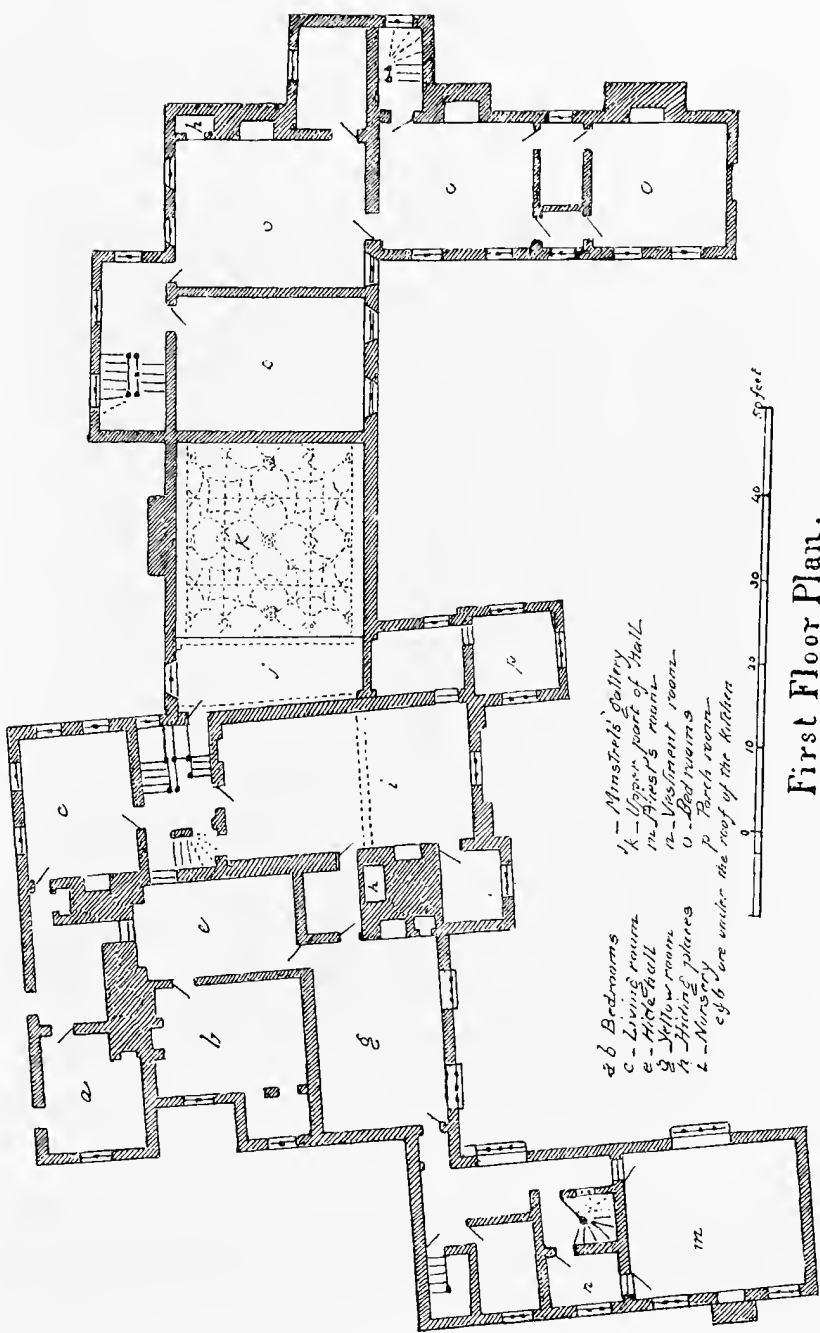 a b Bedrooms
c - Living room
e - Hide hall
g - Yellow room
h - Hiding places
i - Nursery
j - Minstrels' gallery
k - Upper part of Hall
m - Priest's room
n - Vestment room
o - Bedrooms
p Porch room
e g h are under the roof of the Kitchen
0 10 20 30 40 50 feet
First Floor Plan.
a
b
c
e
g
h
i
j
k
c
o
h
o
o
p
n
m